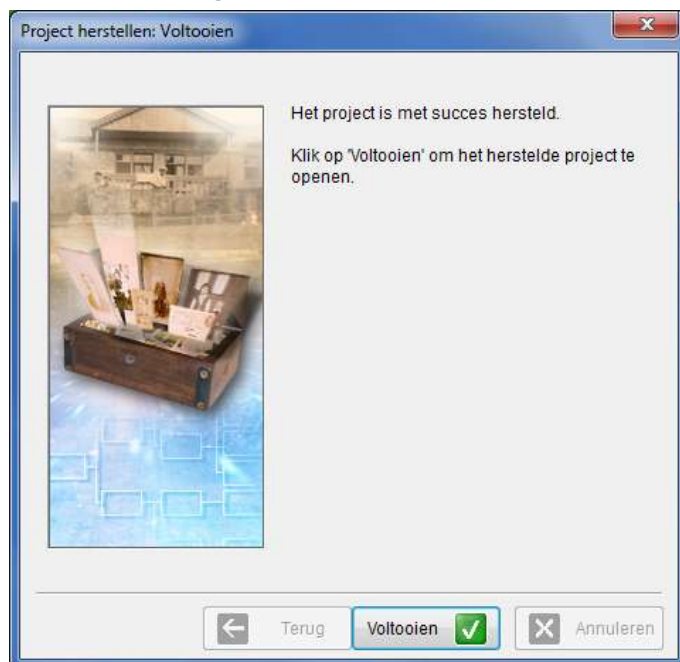 Project herstellen: Voltooien
Het project is met succes hersteld.
Klik op 'Voltooien' om het herstelde project te
openen.
Terug
Voltooien
Annuleren